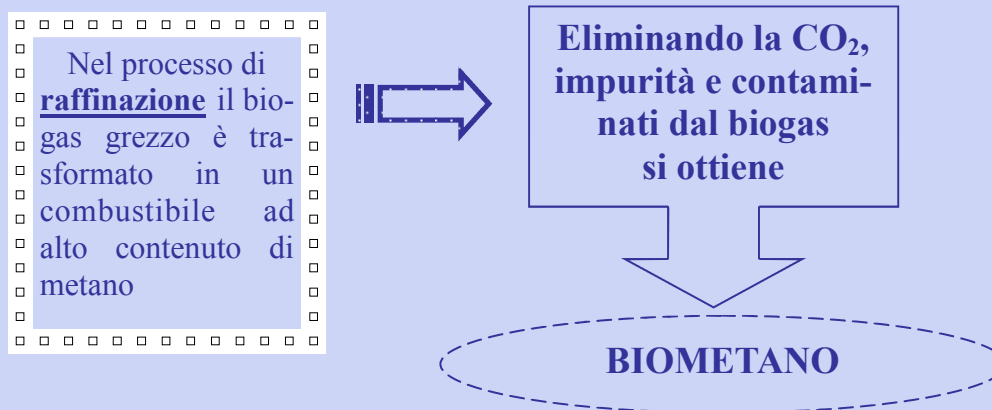 Nel processo di
raffinazione il bio-
gas grezzo è tra-
sformato in un
combustibile ad
alto contenuto di
metano
Eliminando la CO₂,
impurità e contami-
nati dal biogas
si ottiene
BIOMETANO